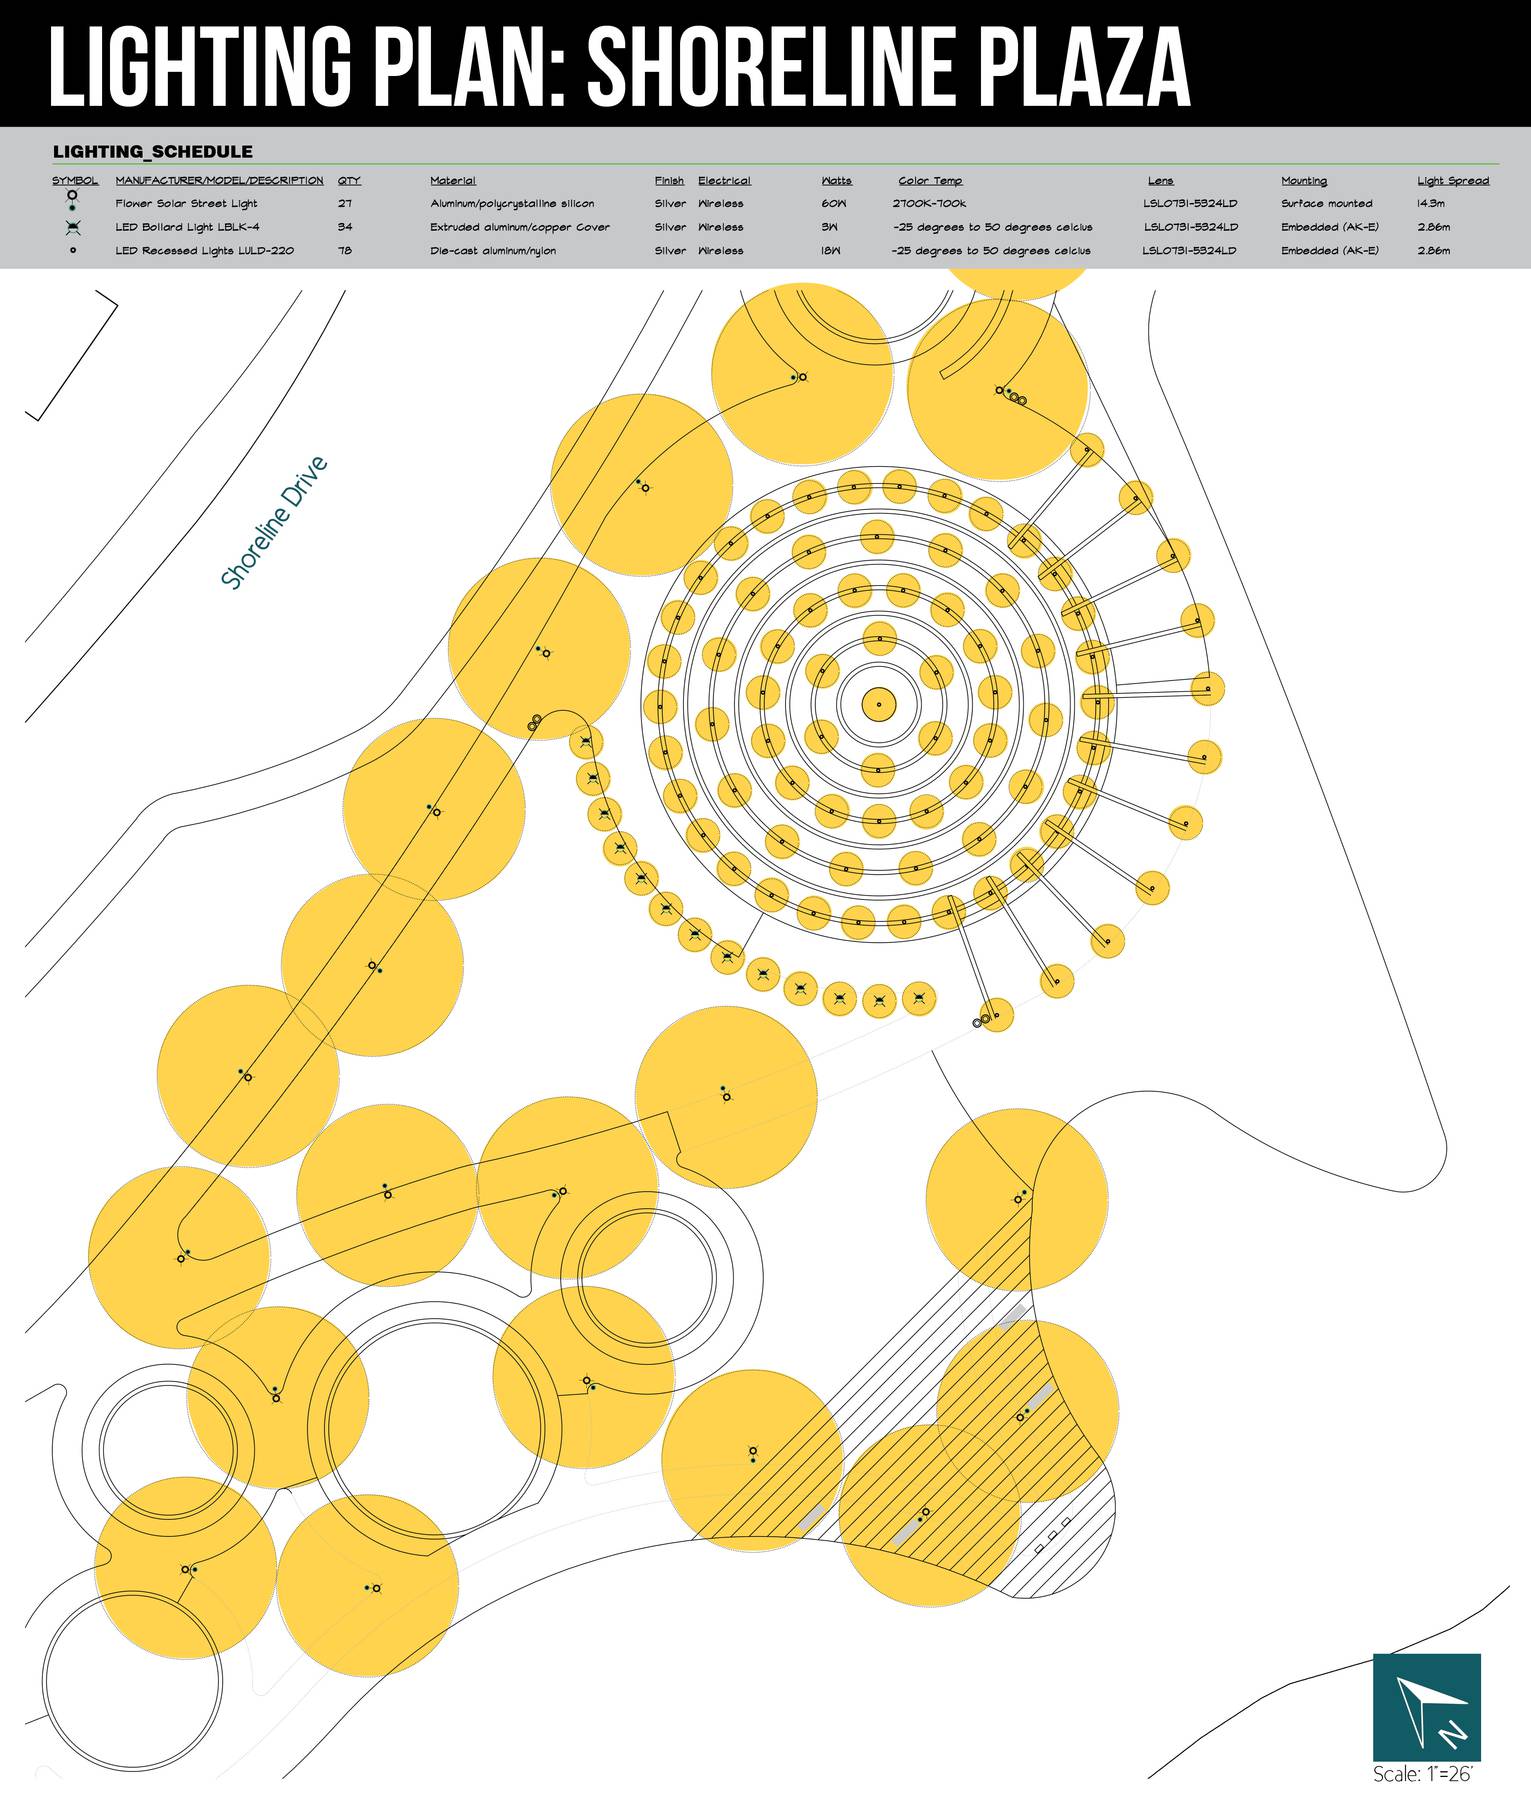 LIGHTING PLAN: SHORELINE PLAZA
LIGHTING_SCHEDULE
SYMBOL MANUFACTURER/MODEL/DESCRIPTION QTY Material Finish Electrical Watts Color Temp Lens Mounting Light Spread
Flower Solar Street Light 27 Aluminum/polycrystalline silicon Silver Wireless 60W 2700K-700k LSLO731-5324LD Surface mounted 14.3m
LED Bollard Light LBLK-4 34 Extruded aluminum/copper Cover Silver Wireless 3W -25 degrees to 50 degrees celcius LSLO731-5324LD Embedded (AK-E) 2.86m
LED Recessed Lights LULD-220 78 Die-cast aluminum/nylon Silver Wireless 18W -25 degrees to 50 degrees celcius LSLO731-5324LD Embedded (AK-E) 2.86m
Shoreline Drive
N
Scale: 1"=26'